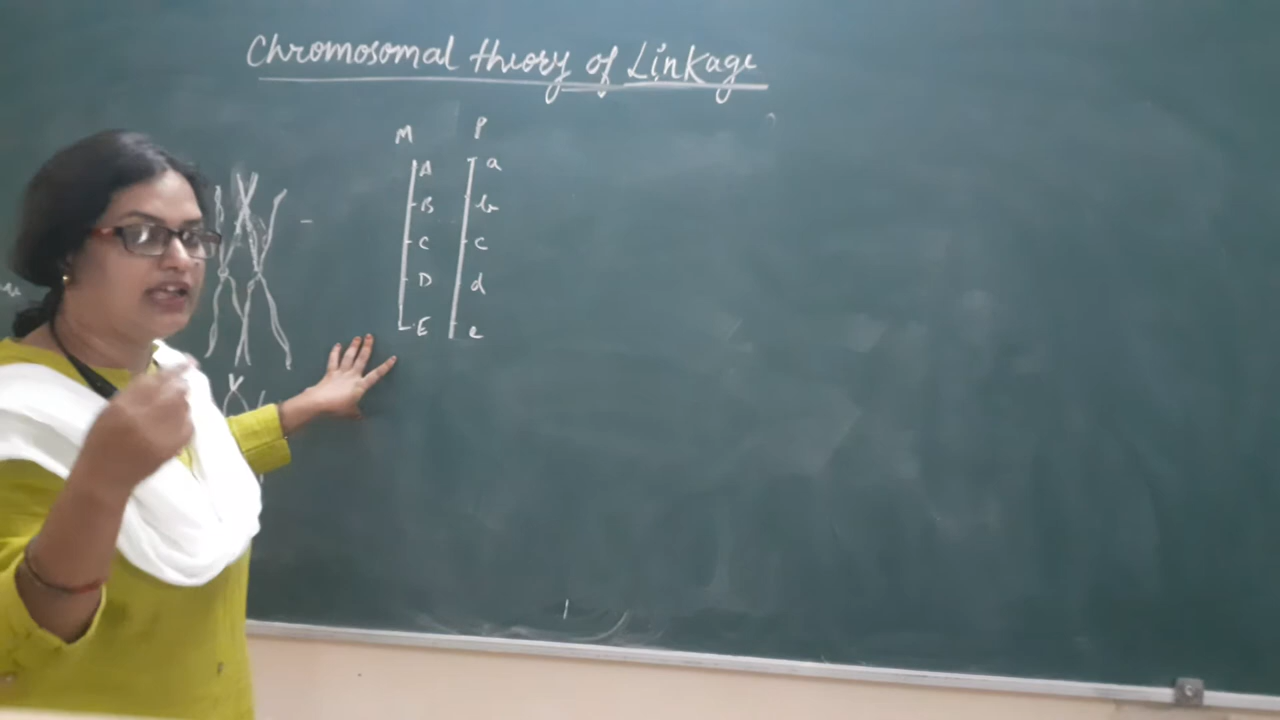 Chromosomal theory of Linkage
M P
A a
B b
C c
D d
E e